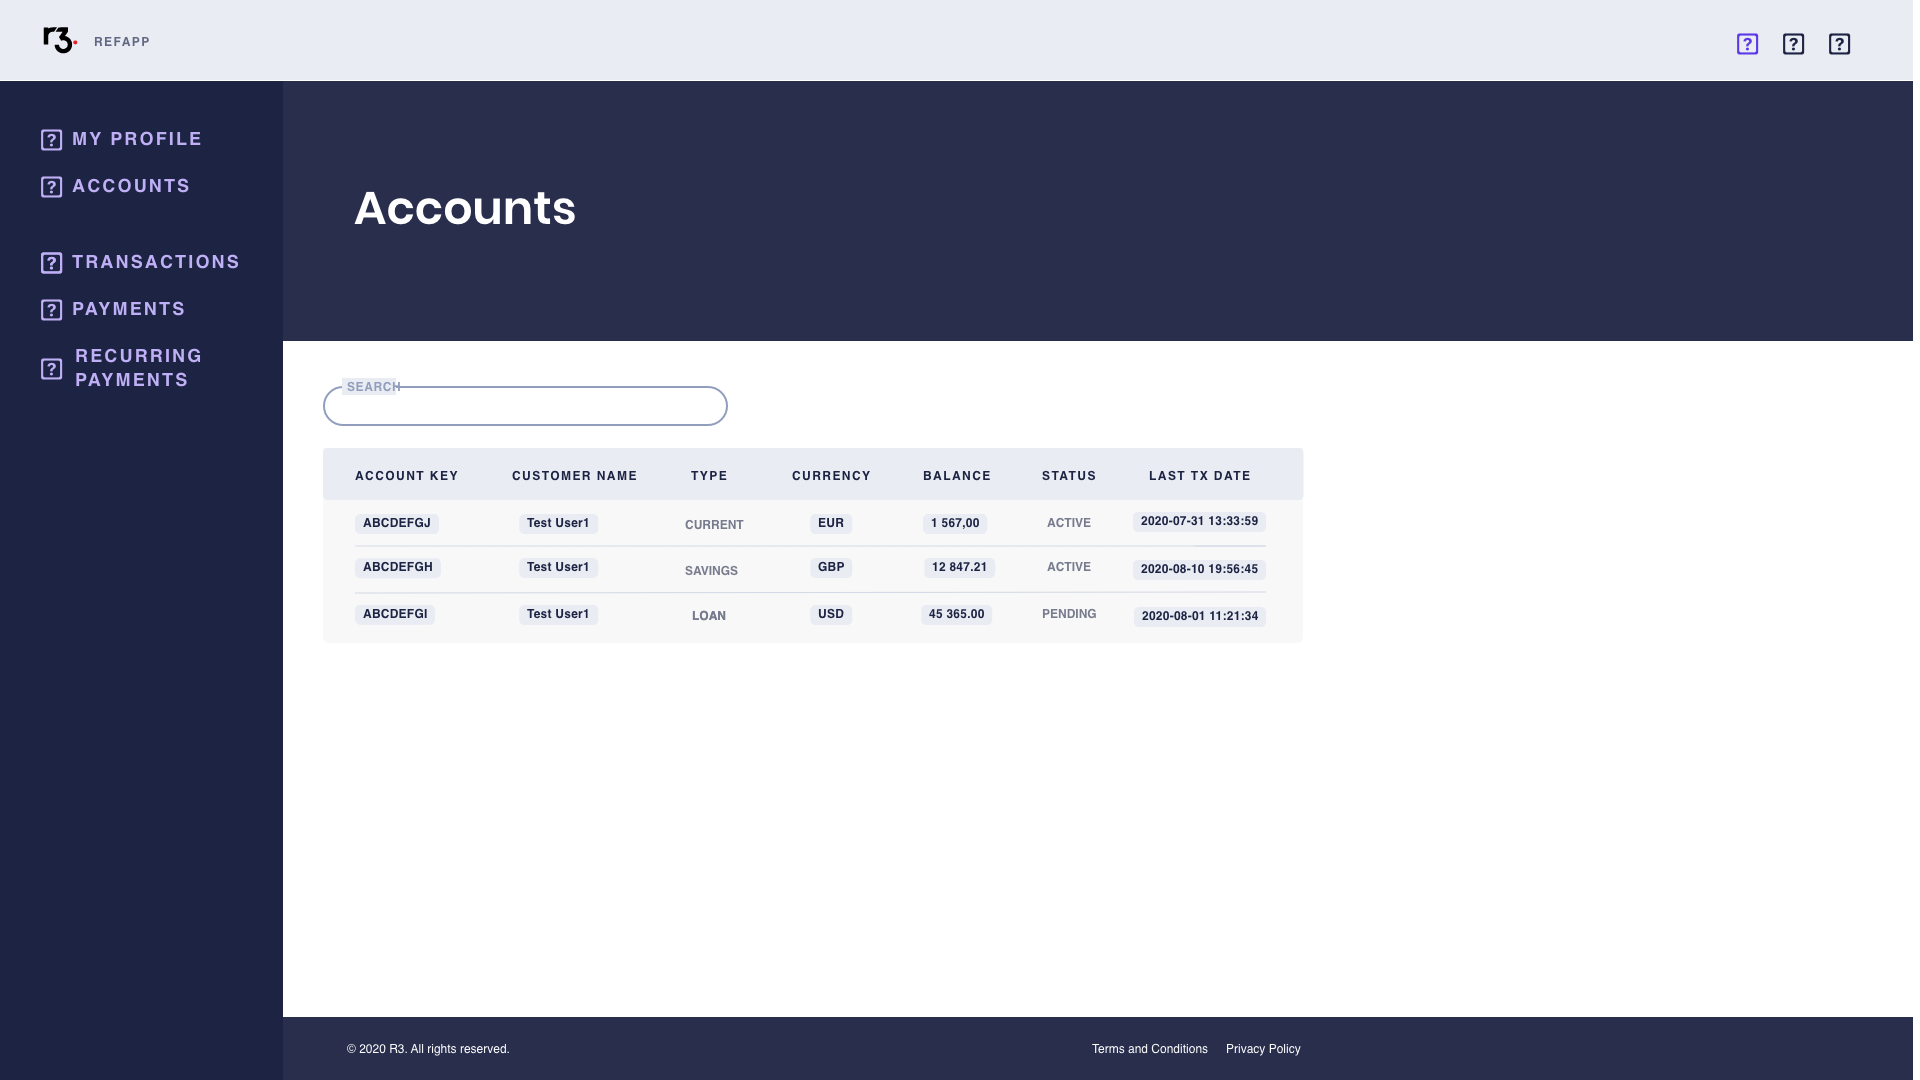 r3.
REFAPP
MY PROFILE
ACCOUNTS
TRANSACTIONS
PAYMENTS
RECURRING
PAYMENTS
Accounts
SEARCH
ACCOUNT KEY CUSTOMER NAME TYPE CURRENCY BALANCE STATUS LAST TX DATE
ABCDEFGJ Test User1 CURRENT EUR 1 567,00 ACTIVE 2020-07-31 13:33:59
ABCDEFGH Test User1 SAVINGS GBP 12 847.21 ACTIVE 2020-08-10 19:56:45
ABCDEFGI Test User1 LOAN USD 45 365.00 PENDING 2020-08-01 11:21:34
© 2020 R3. All rights reserved. Terms and Conditions Privacy Policy